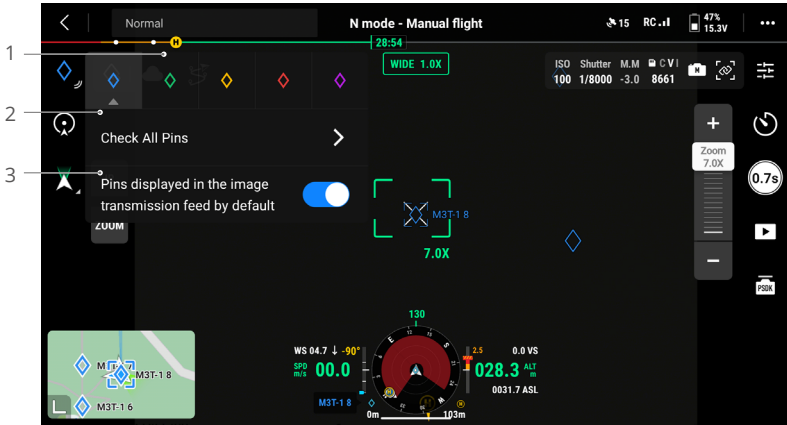 Normal
N mode - Manual flight
15
RC
47%
15.3V
H
28:54
1
WIDE 1.0X
ISO Shutter M.M C V I
100 1/8000 -3.0 8661
M
2
Check All Pins
3
Pins displayed in the image
transmission feed by default
ZOOM
Zoom
7.0X
0.7s
PSDK
M3T-1 8
7.0X
130
WS 04.7 ↓ -90°
SPD
m/s
00.0
E
S
W
12
15
2.5
0.0 VS
028.3 ALT
m
0031.7 ASL
M3T-1 8
0m
103m
M3T-1 8
M3T-1 6